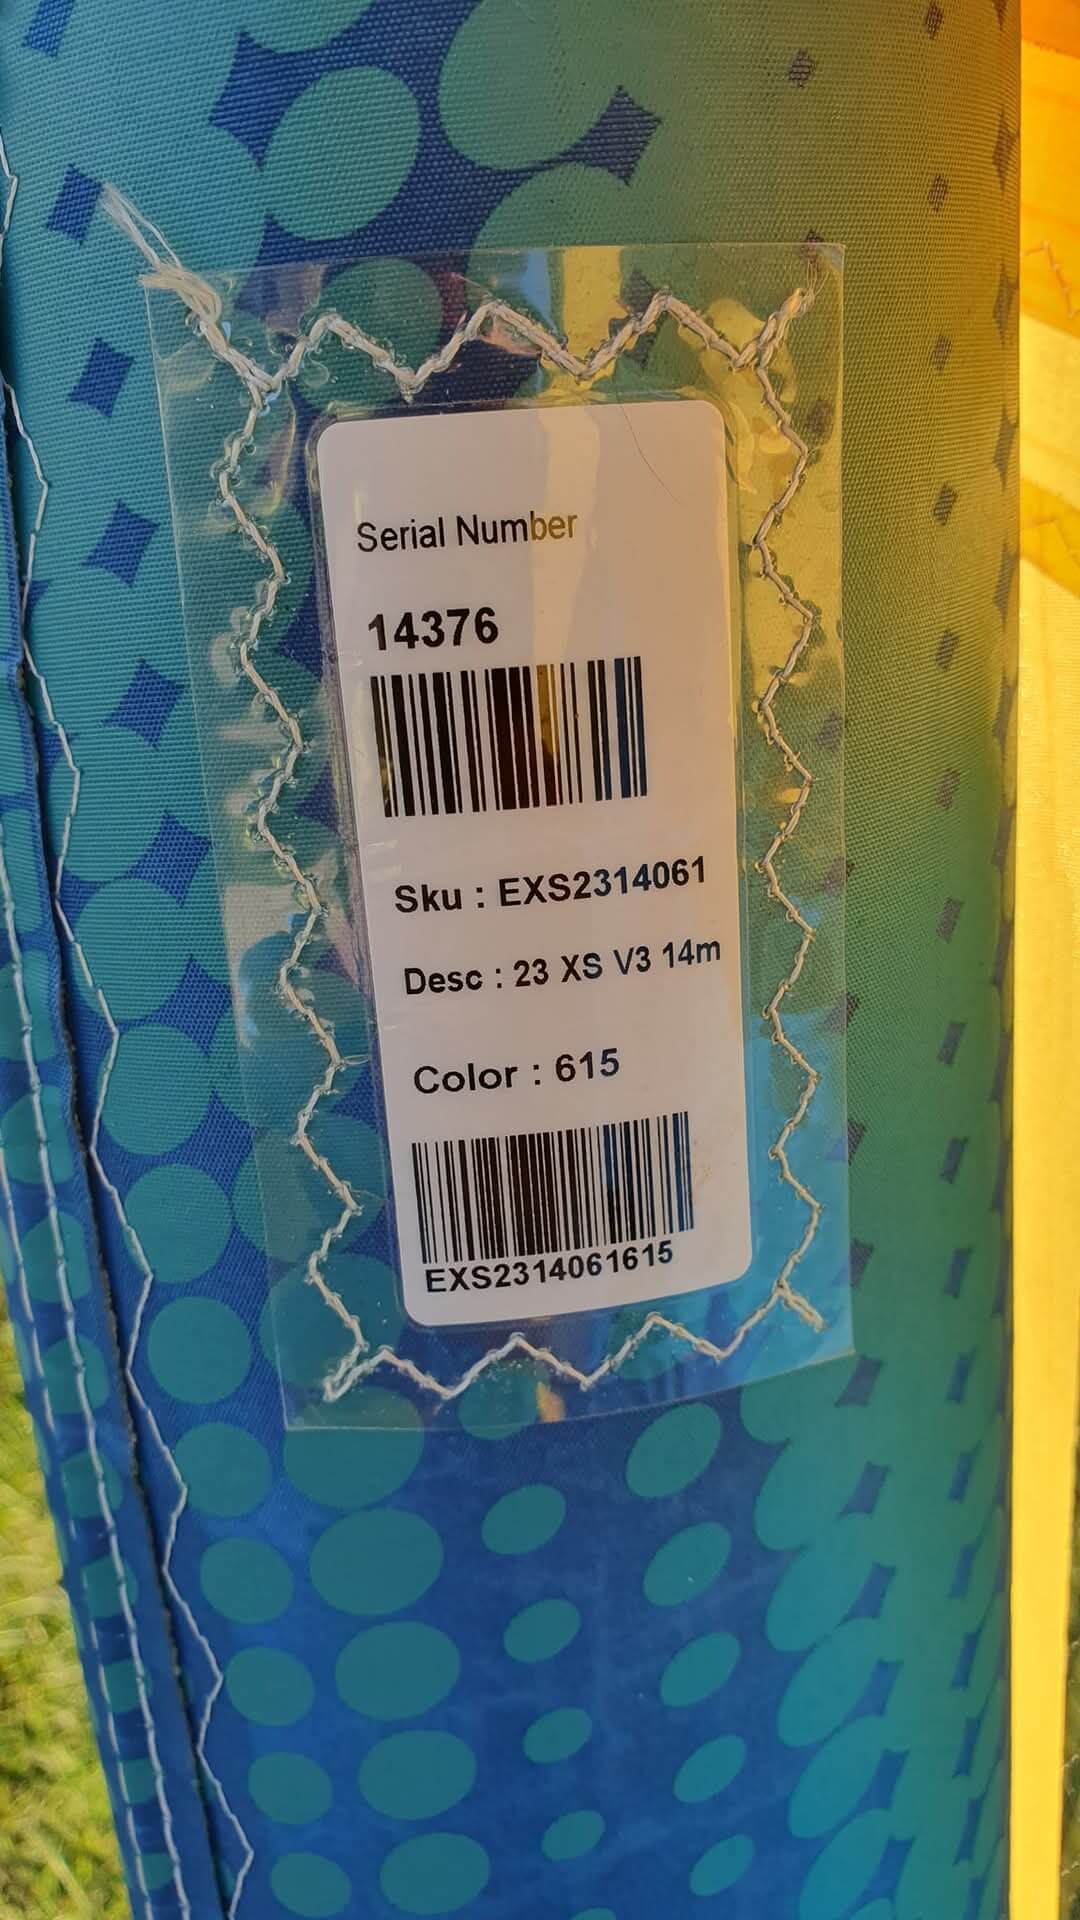 Serial Number
14376
Sku : EXS2314061
Desc : 23 XS V3 14m
Color : 615
EXS2314061615